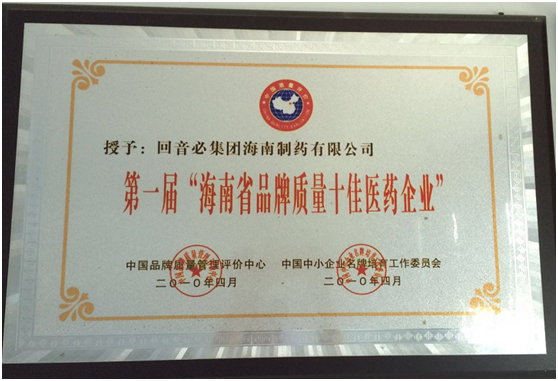 授予：回音必集团海南制药有限公司
第一届“海南省品牌质量十佳医药企业”
中国品牌质量管理评价中心
二〇一〇年四月
中国中小企业名牌培育工作委员会
二〇一〇年四月